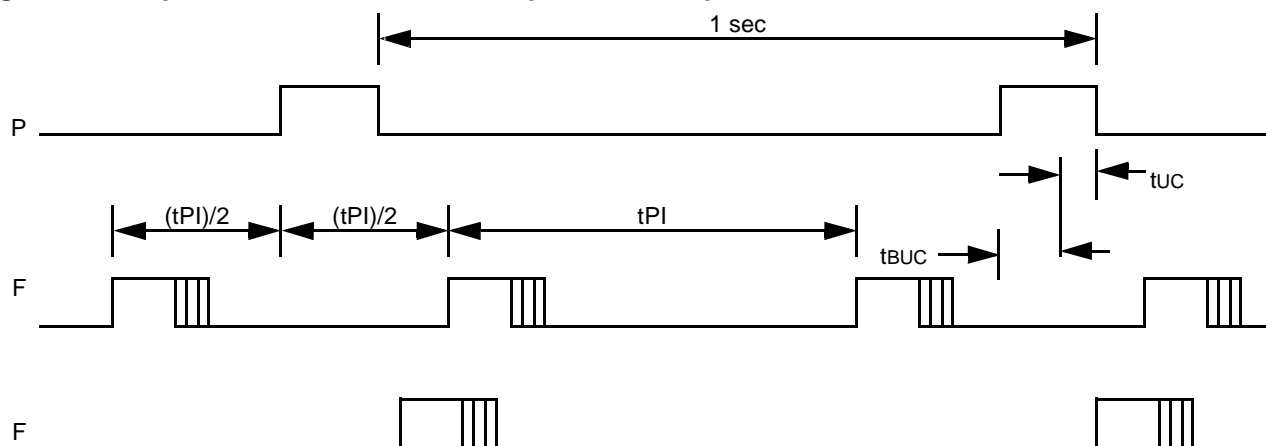 1 sec
P
tUC
(tPI)/2 (tPI)/2 tPI
tBUC
F
F